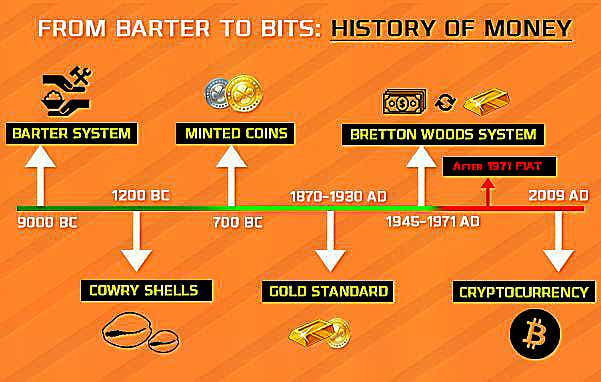 FROM BARTER TO BITS: HISTORY OF MONEY
BARTER SYSTEM
MINTED COINS
BRETTON WOODS SYSTEM
AFTER 1971 FIAT
1200 BC
1870-1930 AD
2009 AD
9000 BC
700 BC
1945-1971 AD
COWRY SHELLS
GOLD STANDARD
CRYPTOCURRENCY